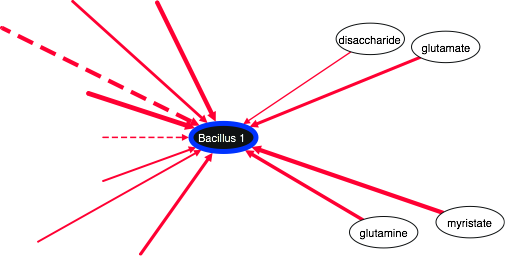 disaccharide
glutamate
Bacillus 1
myristate
glutamine